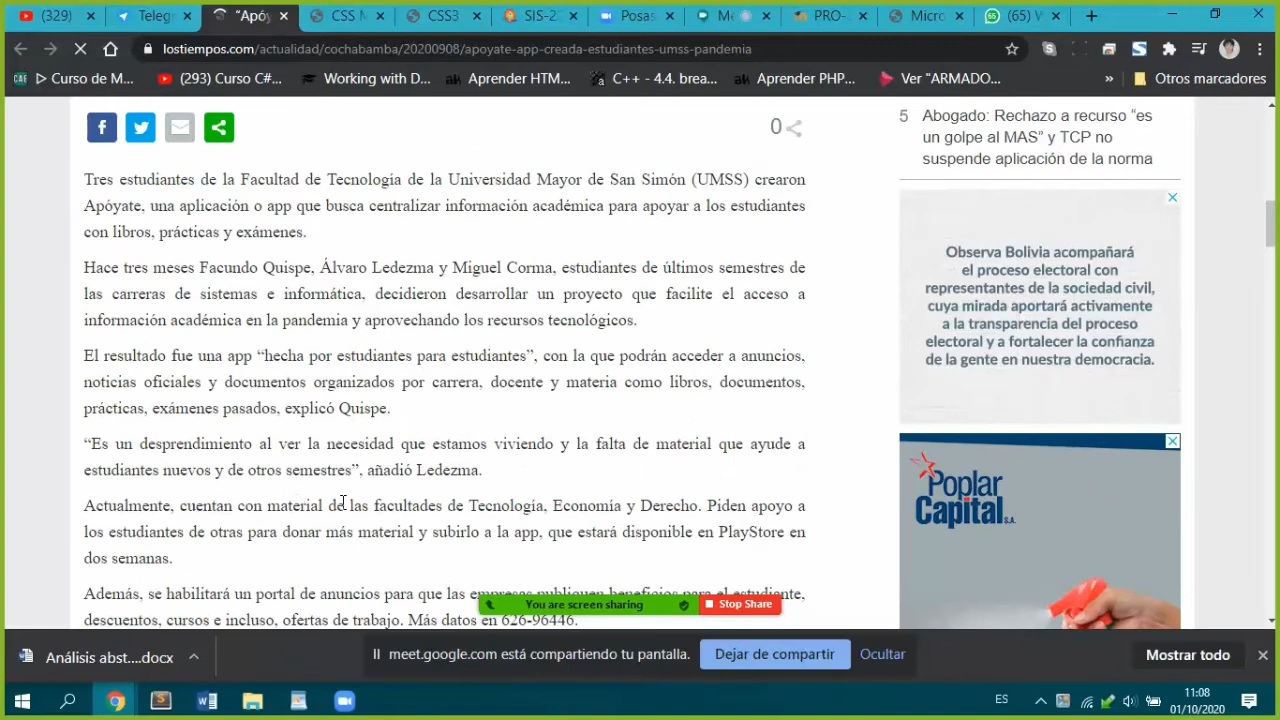 (329)
Telegr
"Apóy
CSS M
CSS3
SIS-2
Posas
Me
PRO-
Micro
(65) W
lostiempos.com/actualidad/cochabamba/20200908/apoyate-app-creada-estudiantes-umss-pandemia
▷ Curso de M...
(293) Curso C#...
Working with D...
Aprender HTM...
C++ - 4.4. brea...
Aprender PHP...
Ver "ARMADO...
»
Otros marcadores
0
Tres estudiantes de la Facultad de Tecnología de la Universidad Mayor de San Simón (UMSS) crearon
Apóyate, una aplicación o app que busca centralizar información académica para apoyar a los estudiantes
con libros, prácticas y exámenes.
Hace tres meses Facundo Quispe, Álvaro Ledezma y Miguel Corma, estudiantes de últimos semestres de
las carreras de sistemas e informática, decidieron desarrollar un proyecto que facilite el acceso a
información académica en la pandemia y aprovechando los recursos tecnológicos.
El resultado fue una app “hecha por estudiantes para estudiantes”, con la que podrán acceder a anuncios,
noticias oficiales y documentos organizados por carrera, docente y materia como libros, documentos,
prácticas, exámenes pasados, explicó Quispe.
“Es un desprendimiento al ver la necesidad que estamos viviendo y la falta de material que ayude a
estudiantes nuevos y de otros semestres”, añadió Ledezma.
Actualmente, cuentan con material de las facultades de Tecnología, Economía y Derecho. Piden apoyo a
los estudiantes de otras para donar más material y subirlo a la app, que estará disponible en PlayStore en
dos semanas.
Además, se habilitará un portal de anuncios para que las empresas publiquen beneficios para el estudiante,
descuentos, cursos e incluso, ofertas de trabajo. Más datos en 626-96446.
5 Abogado: Rechazo a recurso “es
un golpe al MAS” y TCP no
suspende aplicación de la norma
Observa Bolivia acompañará
el proceso electoral con
representantes de la sociedad civil,
cuya mirada aportará activamente
a la transparencia del proceso
electoral y a fortalecer la confianza
de la gente en nuestra democracia.
Poplar
Capital S.A.
You are screen sharing
Stop Share
Análisis abst....docx
meet.google.com está compartiendo tu pantalla.
Dejar de compartir
Ocultar
Mostrar todo
ES
11:08
01/10/2020